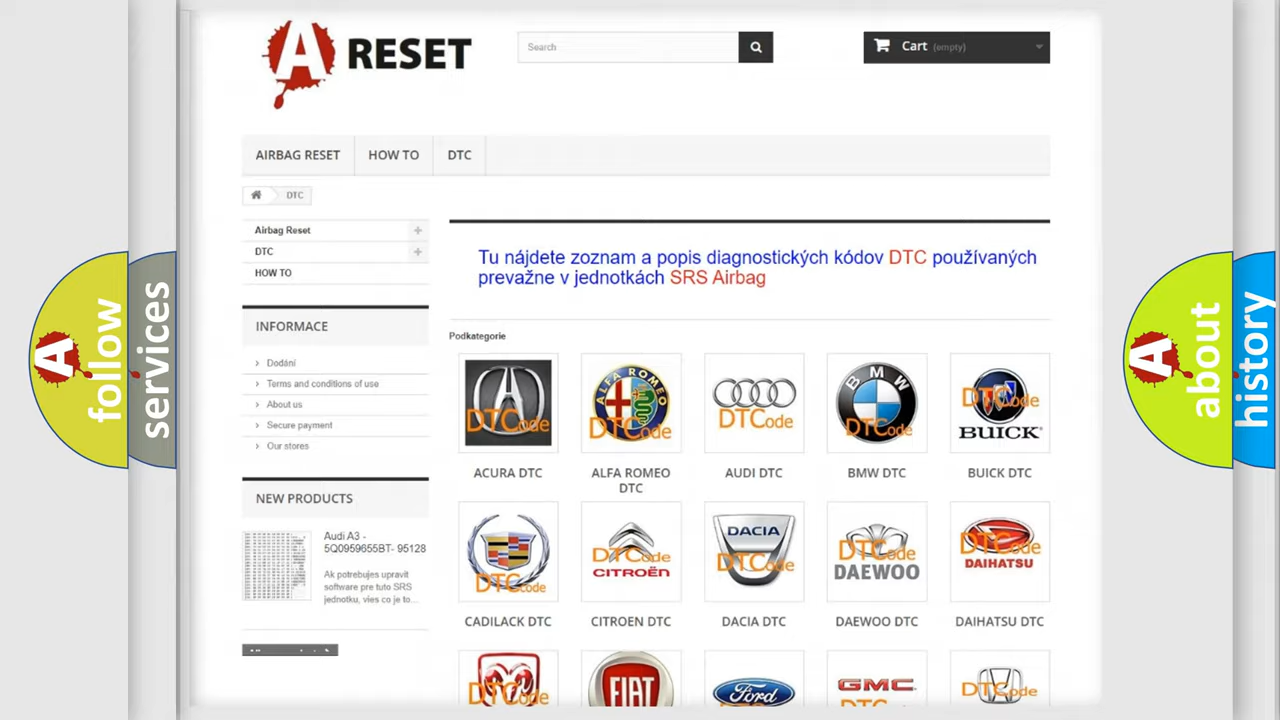 A RESET
Search
Cart (empty)
AIRBAG RESET
HOW TO
DTC
DTC
Airbag Reset
DTC
HOW TO
INFORMACE
Dodání
Terms and conditions of use
About us
Secure payment
Our stores
NEW PRODUCTS
Audi A3 -
5Q0959655BT- 95128
Ak potrebujes upravit
software pre tuto SRS
jednotku, vies co je to...
Tu nájdete zoznam a popis diagnostických kódov DTC používaných
prevažne v jednotkách SRS Airbag
Podkategorie
DTCode
ALFA ROMEO
DTCode
DTCode
BMW
DTCode
DTCode
BUICK
ACURA DTC
ALFA ROMEO
DTC
AUDI DTC
BMW DTC
BUICK DTC
DTCode
DTCode
CITROËN
DACIA
DTCode
DTCode
DAEWOO
DTCode
DAIHATSU
CADILACK DTC
CITROEN DTC
DACIA DTC
DAEWOO DTC
DAIHATSU DTC
DTCode
FIAT
Ford
GMC
DTCode
A follow
services
A about
history